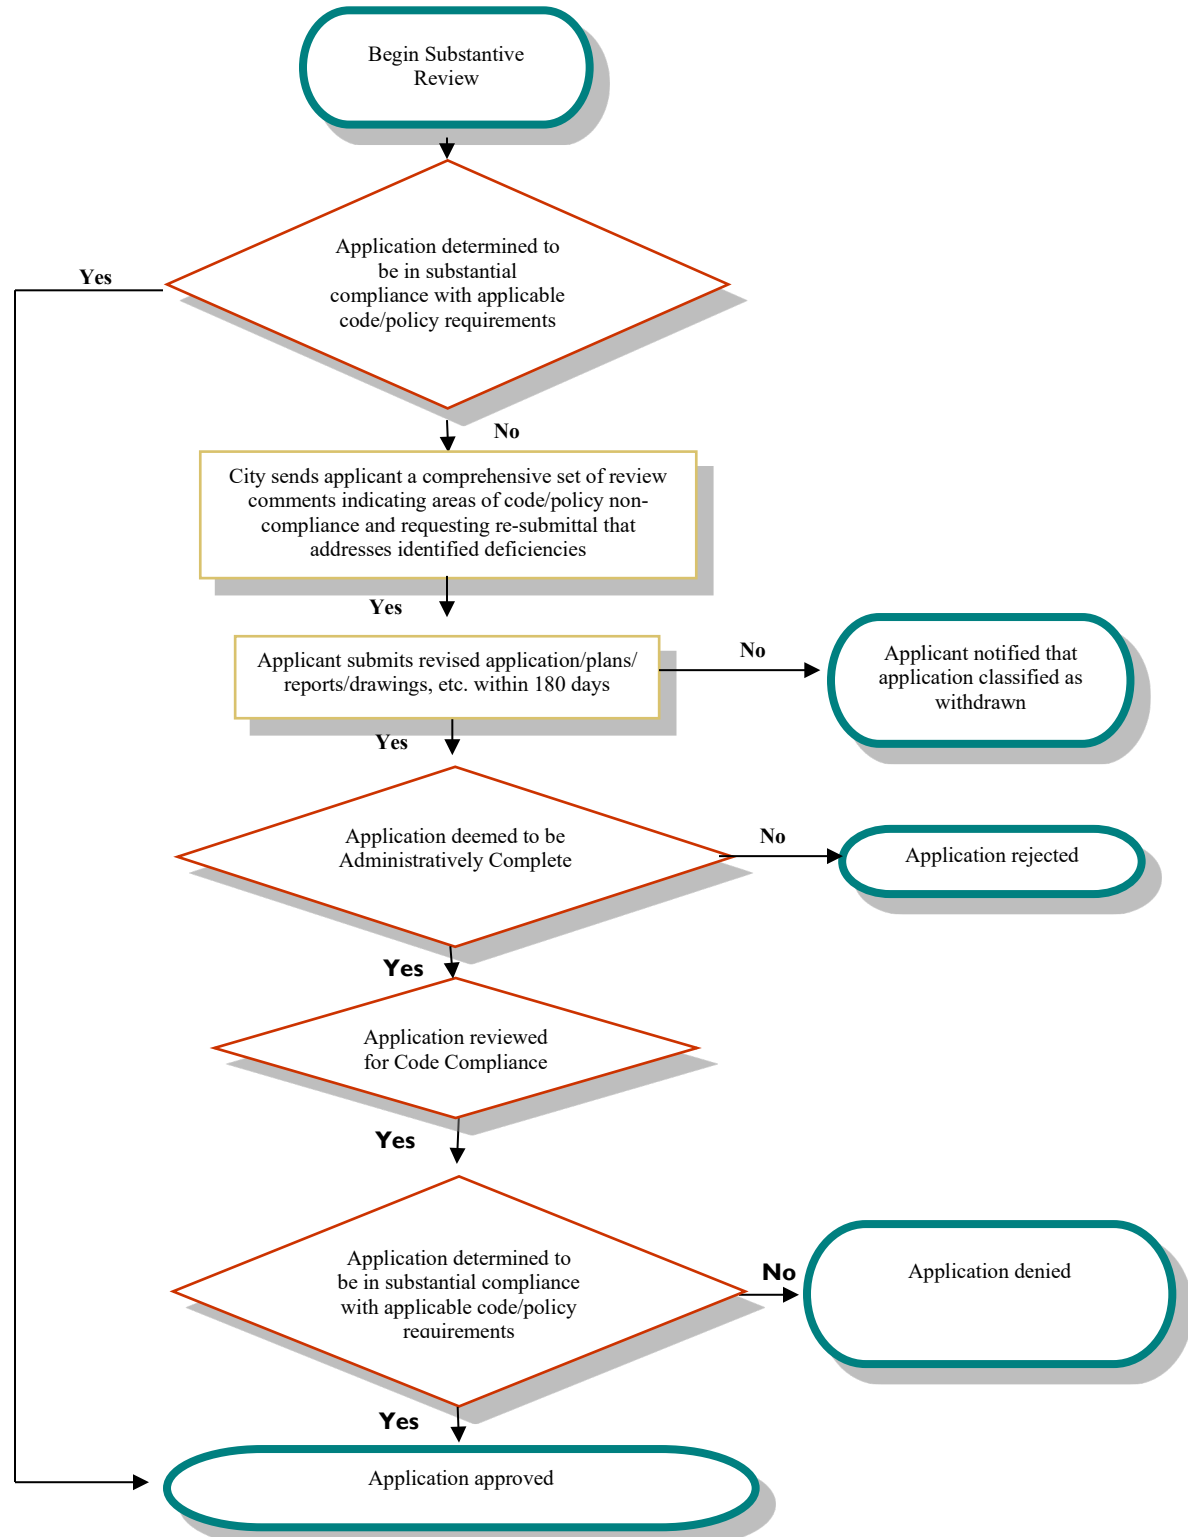 Begin Substantive
Review
Application determined to
be in substantial
compliance with applicable
code/policy requirements
Yes
No
City sends applicant a comprehensive set of review
comments indicating areas of code/policy non-
compliance and requesting re-submittal that
addresses identified deficiencies
Yes
Applicant submits revised application/plans/
reports/drawings, etc. within 180 days
No
Applicant notified that
application classified as
withdrawn
Yes
Application deemed to be
Administratively Complete
No
Application rejected
Yes
Application reviewed
for Code Compliance
Yes
Application determined to
be in substantial compliance
with applicable code/policy
requirements
No
Application denied
Yes
Application approved